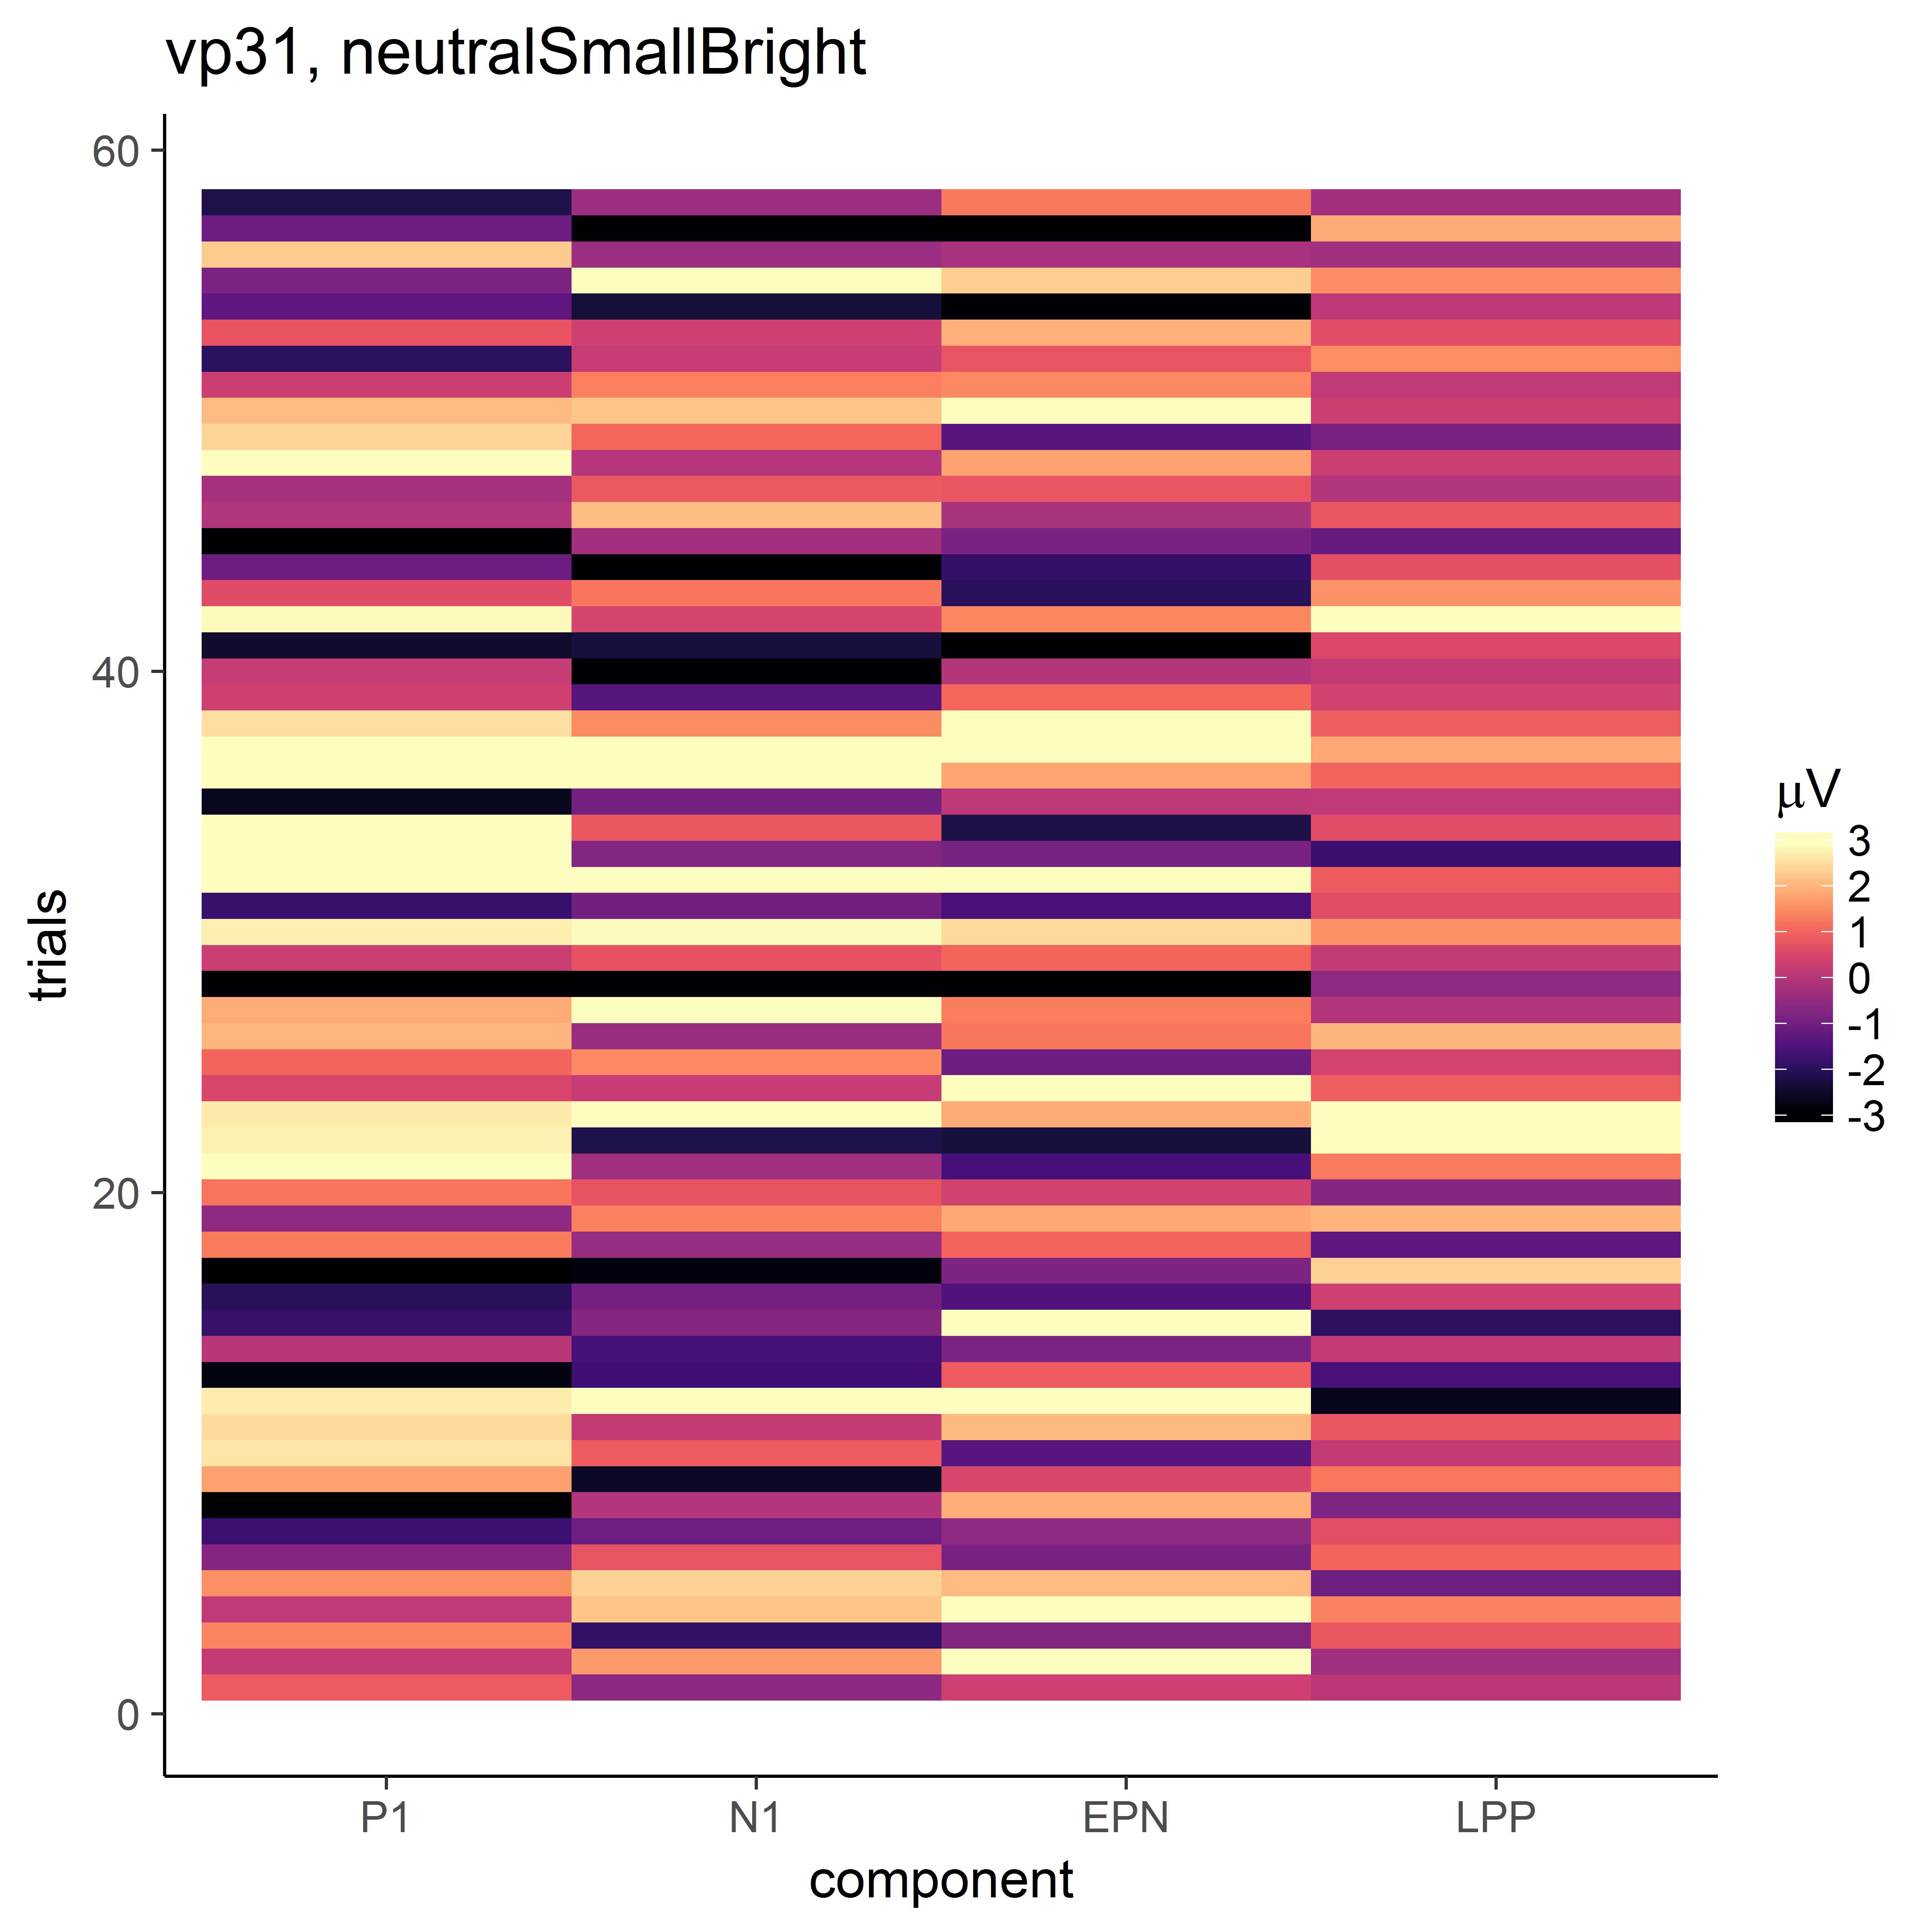 vp31, neutralSmallBright
60
40
20
0
trials
P1 N1 EPN LPP
component
μV
3
2
1
0
-1
-2
-3